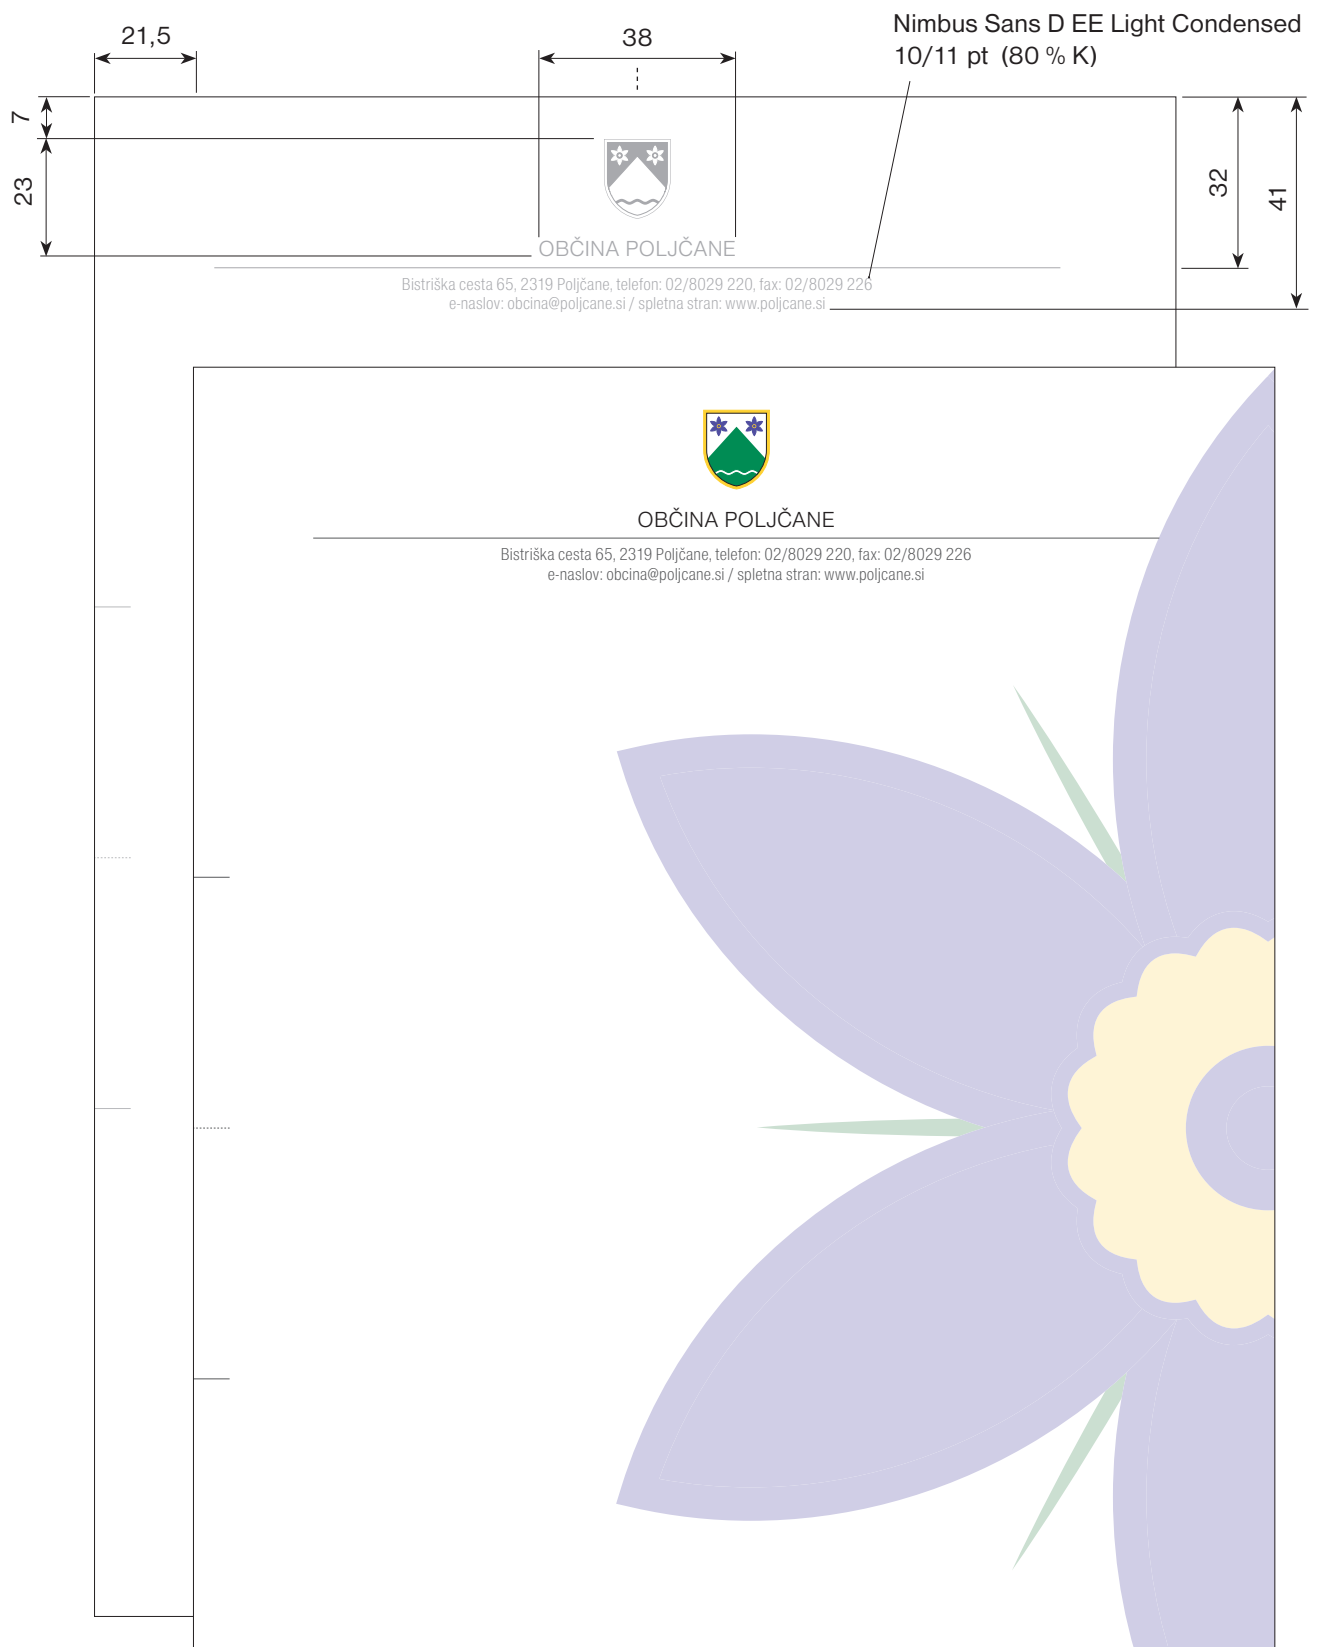 Nimbus Sans D EE Light Condensed
10/11 pt (80 % K)
21,5
38
7
23
32
41
OBČINA POLJČANE
Bistriška cesta 65, 2319 Poljčane, telefon: 02/8029 220, fax: 02/8029 226
e-naslov: obcina@poljcane.si / spletna stran: www.poljcane.si
OBČINA POLJČANE
Bistriška cesta 65, 2319 Poljčane, telefon: 02/8029 220, fax: 02/8029 226
e-naslov: obcina@poljcane.si / spletna stran: www.poljcane.si